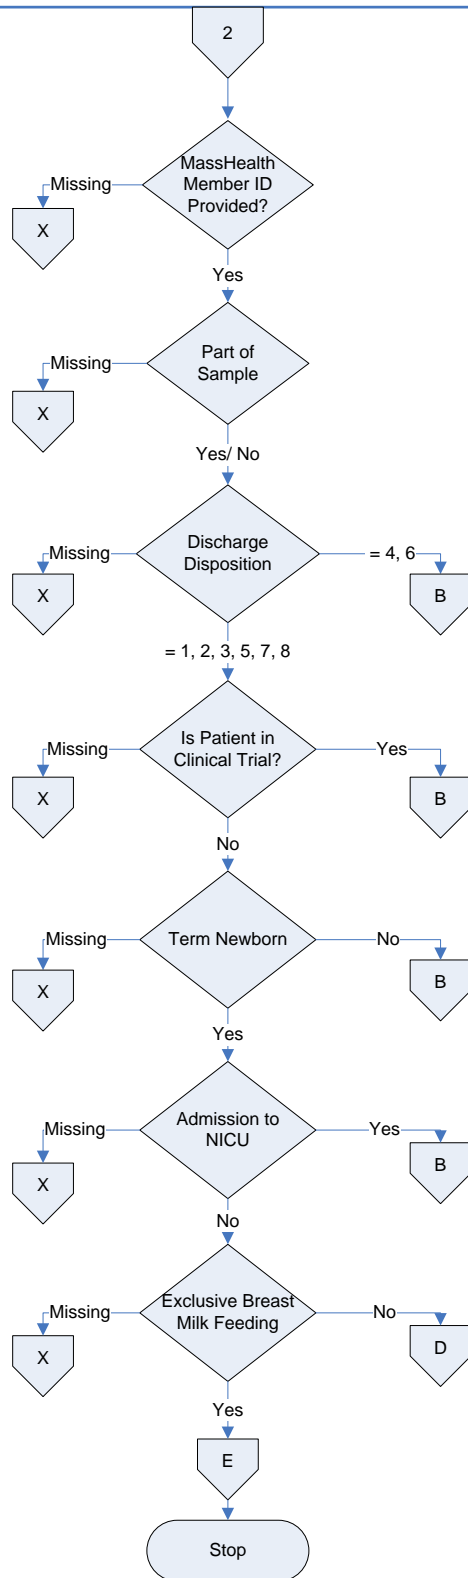 2
MassHealth
Member ID
Provided?
Missing
X
Yes
Part of
Sample
Missing
X
Yes/ No
Discharge
Disposition
Missing
X
= 4, 6
B
= 1, 2, 3, 5, 7, 8
Is Patient in
Clinical Trial?
Missing
X
Yes
B
No
Term Newborn
Missing
X
No
B
Yes
Admission to
NICU
Missing
X
Yes
B
No
Exclusive Breast
Milk Feeding
Missing
X
No
D
Yes
E
Stop